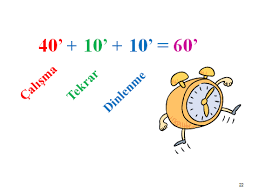 40’ + 10’ + 10’ = 60’
Çalışma
Tekrar
Dinlenme
22